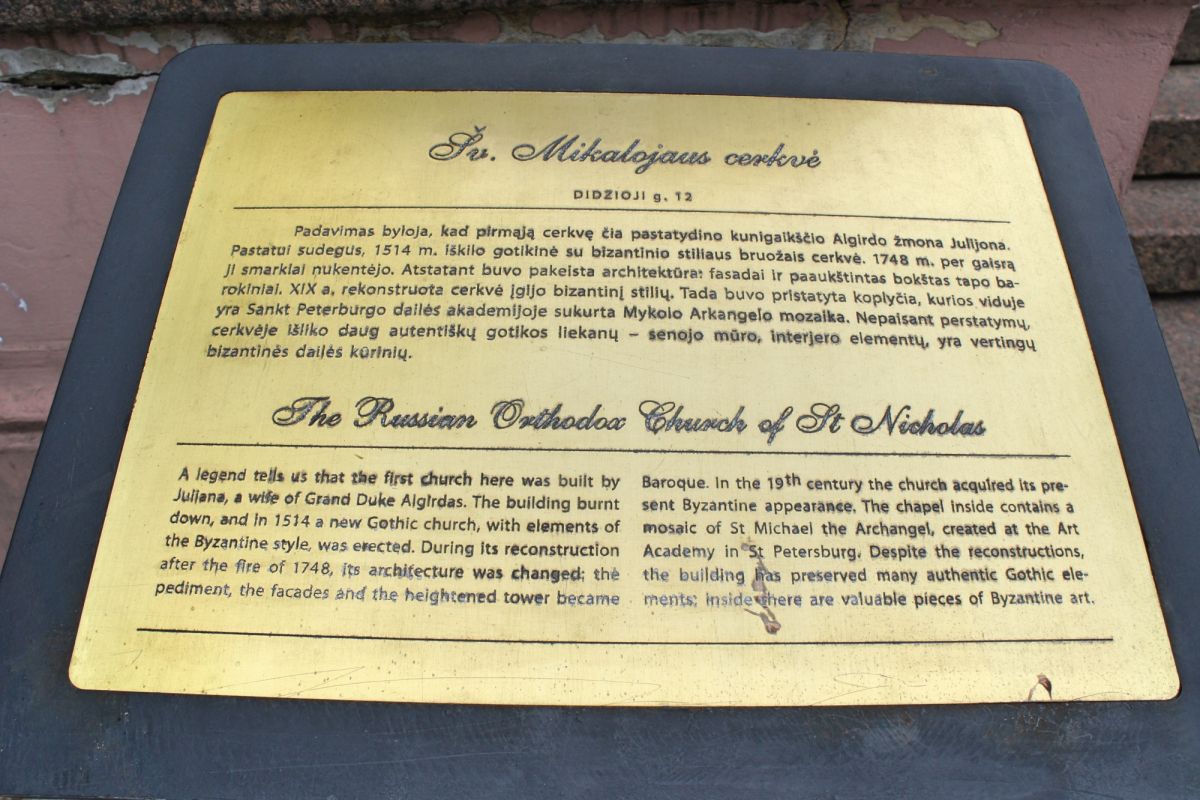 Šv. Mikalojaus cerkvė
DIDŽIOJI g. 12
Padavimas byloja, kad pirmąją cerkvę čia pastatydino kunigaikščio Algirdo žmona Julijona.
Pastatui sudegus, 1514 m. iškilo gotikinė su bizantinio stiliaus bruožais cerkvė. 1748 m. per gaisrą
ji smarkiai nukentėjo. Atstatant buvo pakeista architektūra: fasadai ir paaukštintas bokštas tapo ba-
rokiniai. XIX a. rekonstruota cerkvė įgijo bizantinį stilių. Tada buvo pristatyta koplyčia, kurios viduje
yra Sankt Peterburgo dailės akademijoje sukurta Mykolo Arkangelo mozaika. Nepaisant perstatymų,
cerkvėje išliko daug autentiškų gotikos liekanų – senojo mūro, interjero elementų, yra vertingų
bizantinės dailės kūrinių.
The Russian Orthodox Church of St Nicholas
A legend tells us that the first church here was built by
Juliana, a wife of Grand Duke Algirdas. The building burnt
down, and in 1514 a new Gothic church, with elements of
the Byzantine style, was erected. During its reconstruction
after the fire of 1748, its architecture was changed: the
pediment, the facades and the heightened tower became
Baroque. In the 19th century the church acquired its pre-
sent Byzantine appearance. The chapel inside contains a
mosaic of St Michael the Archangel, created at the Art
Academy in St Petersburg. Despite the reconstructions,
the building has preserved many authentic Gothic ele-
ments; inside there are valuable pieces of Byzantine art.